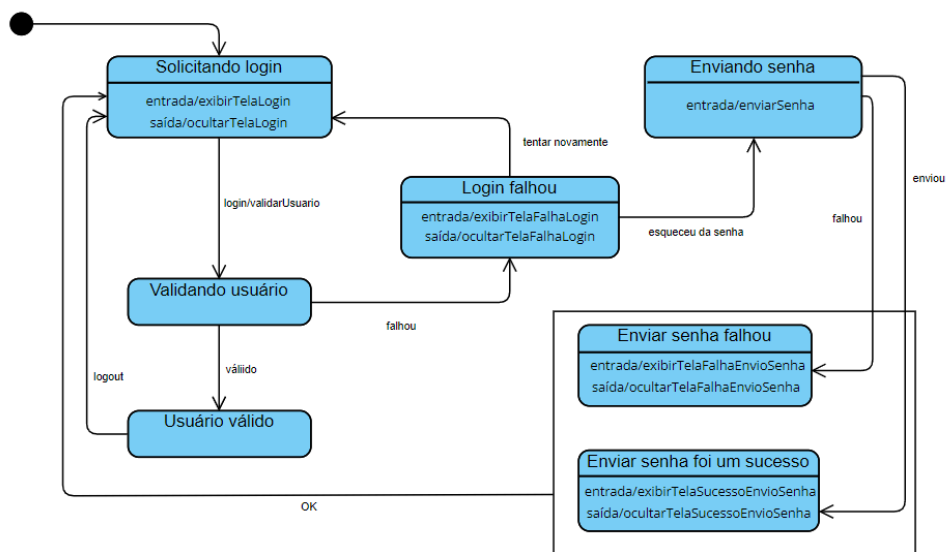 Solicitando login
entrada/exibirTelaLogin
saída/ocultarTelaLogin
Enviando senha
entrada/enviarSenha
tentar novamente
enviou
Login falhou
entrada/exibirTelaFalhaLogin
saída/ocultarTelaFalhaLogin
login/validarUsuario
esqueceu da senha
falhou
Validando usuário
falhou
Enviar senha falhou
entrada/exibirTelaFalhaEnvioSenha
saída/ocultarTelaFalhaEnvioSenha
logout
váliido
Usuário válido
Enviar senha foi um sucesso
entrada/exibirTelaSucessoEnvioSenha
saída/ocultarTelaSucessoEnvioSenha
OK